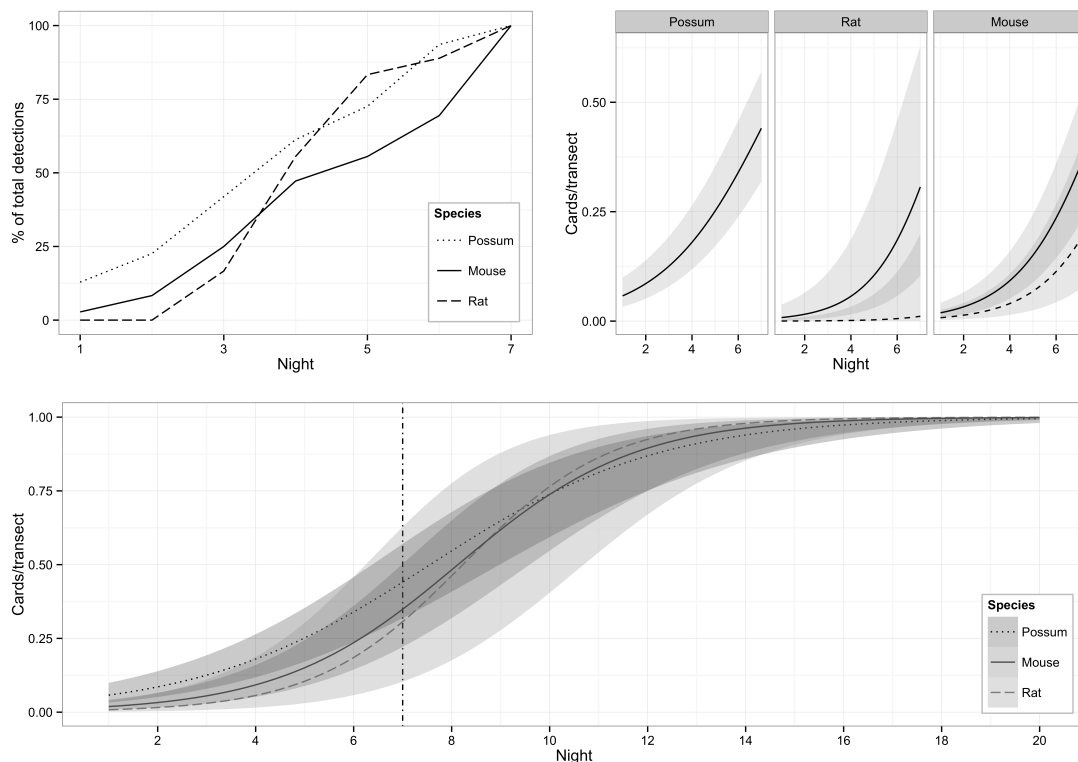 % of total detections
100
75
50
25
0
1
3
5
7
Night
Species
Possum
Mouse
Rat
Possum
Rat
Mouse
Cards/transect
0.50
0.25
0.00
2 4 6
2 4 6
2 4 6
Night
Cards/transect
1.00
0.75
0.50
0.25
0.00
2 4 6 8 10 12 14 16 18 20
Night
Species
Possum
Mouse
Rat